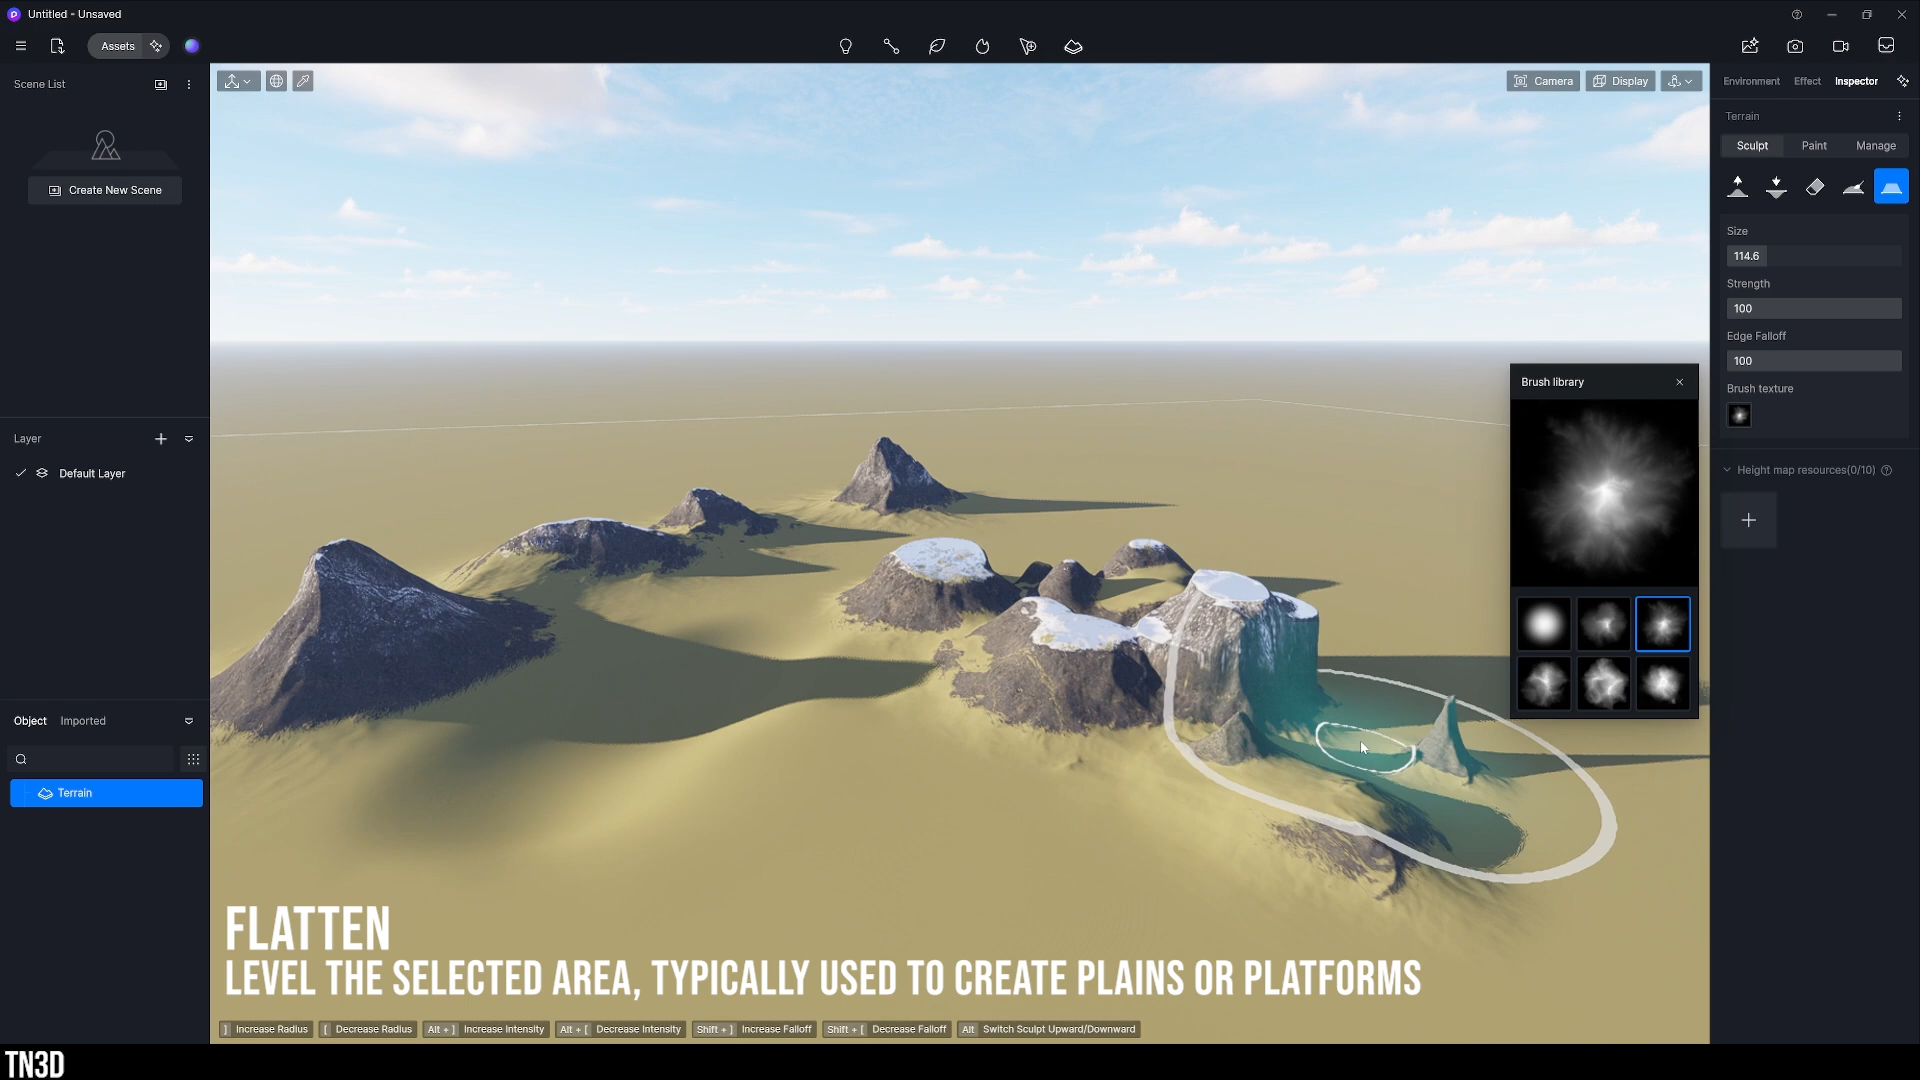 Untitled - Unsaved
Assets
Scene List
Create New Scene
Layer
Default Layer
Object Imported
Terrain
Camera Display
Environment Effect Inspector
Terrain
Sculpt Paint Manage
Size
114.6
Strength
100
Edge Falloff
100
Brush texture
Height map resources(0/10)
Brush library
FLATTEN
LEVEL THE SELECTED AREA, TYPICALLY USED TO CREATE PLAINS OR PLATFORMS
] Increase Radius [ Decrease Radius Alt + ] Increase Intensity Alt + [ Decrease Intensity Shift + ] Increase Falloff Shift + [ Decrease Falloff Alt Switch Sculpt Upward/Downward
TN3D